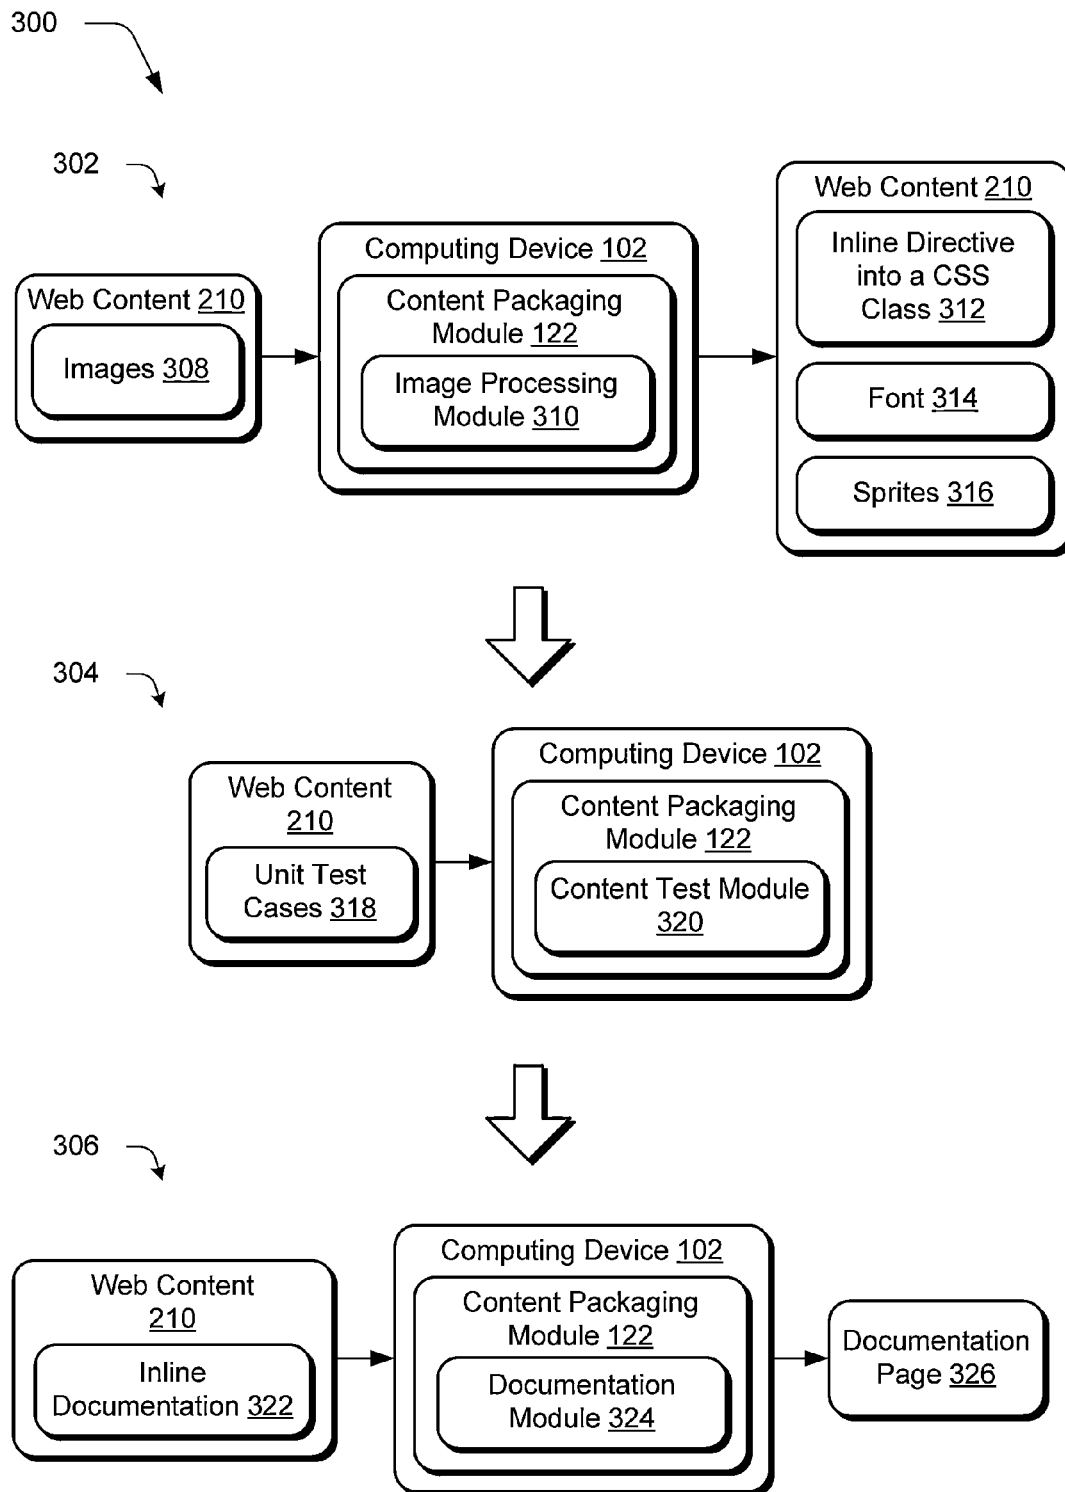 300
302
Web Content 210
Images 308
Computing Device 102
Content Packaging
Module 122
Image Processing
Module 310
Web Content 210
Inline Directive
into a CSS
Class 312
Font 314
Sprites 316
304
Web Content
210
Unit Test
Cases 318
Computing Device 102
Content Packaging
Module 122
Content Test Module
320
306
Web Content
210
Inline
Documentation 322
Computing Device 102
Content Packaging
Module 122
Documentation
Module 324
Documentation
Page 326